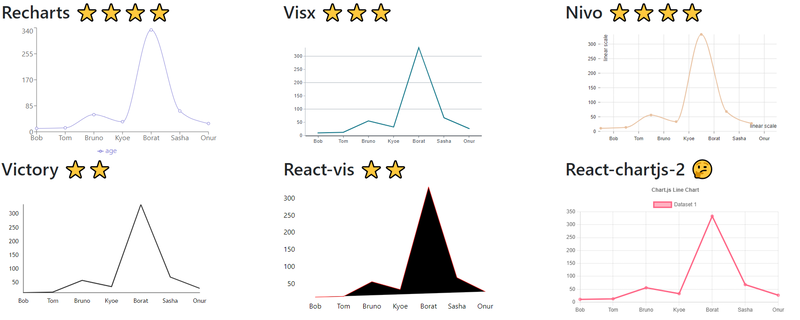 Recharts ⭐⭐⭐⭐
340
255
170
85
0
Bob Tom Bruno Kyoe Borat Sasha Onur
age
Visx ⭐⭐⭐
300
250
200
150
100
50
0
Bob Tom Bruno Kyoe Borat Sasha Onur
Nivo ⭐⭐⭐⭐
linear scale
300
250
200
150
100
50
0
linear scale
Bob Tom Bruno Kyoe Borat Sasha Onur
Victory ⭐⭐
300
250
200
150
100
50
Bob Tom Bruno Kyoe Borat Sasha Onur
React-vis ⭐⭐
300
250
200
150
100
50
Bob Tom Bruno Kyoe Borat Sasha Onur
React-chartjs-2 🤔
Chart.js Line Chart
Dataset 1
350
300
250
200
150
100
50
0
Bob Tom Bruno Kyoe Borat Sasha Onur